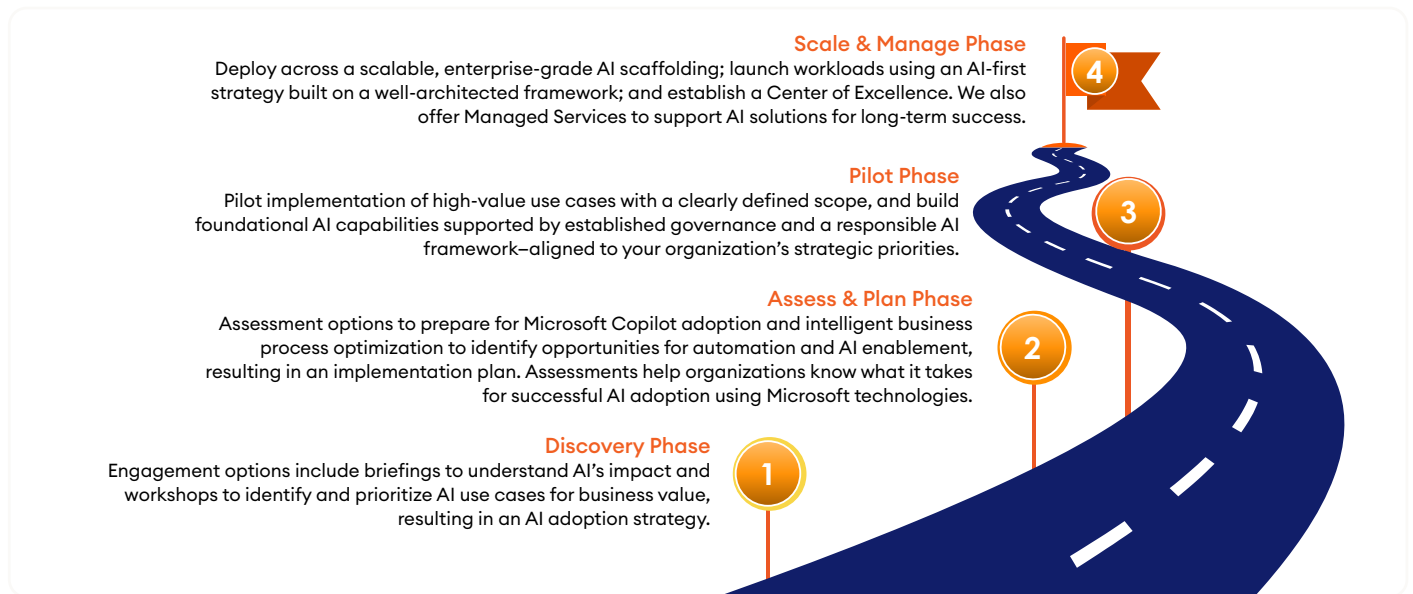 Scale & Manage Phase
Deploy across a scalable, enterprise-grade AI scaffolding; launch workloads using an AI-first
strategy built on a well-architected framework; and establish a Center of Excellence. We also
offer Managed Services to support AI solutions for long-term success.
4
Pilot Phase
Pilot implementation of high-value use cases with a clearly defined scope, and build
foundational AI capabilities supported by established governance and a responsible AI
framework—aligned to your organization’s strategic priorities.
3
Assess & Plan Phase
Assessment options to prepare for Microsoft Copilot adoption and intelligent business
process optimization to identify opportunities for automation and AI enablement,
resulting in an implementation plan. Assessments help organizations know what it takes
for successful AI adoption using Microsoft technologies.
2
Discovery Phase
Engagement options include briefings to understand AI’s impact and
workshops to identify and prioritize AI use cases for business value,
resulting in an AI adoption strategy.
1